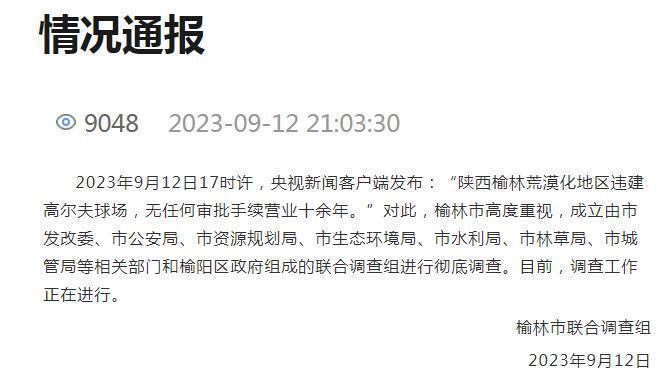 情况通报
9048 2023-09-12 21:03:30
2023年9月12日17时许，央视新闻客户端发布：“陕西榆林荒漠化地区违建
高尔夫球场，无任何审批手续营业十余年。”对此，榆林市高度重视，成立由市
发改委、市公安局、市资源规划局、市生态环境局、市水利局、市林草局、市城
管局等相关部门和榆阳区政府组成的联合调查组进行彻底调查。目前，调查工作
正在进行。
榆林市联合调查组
2023年9月12日